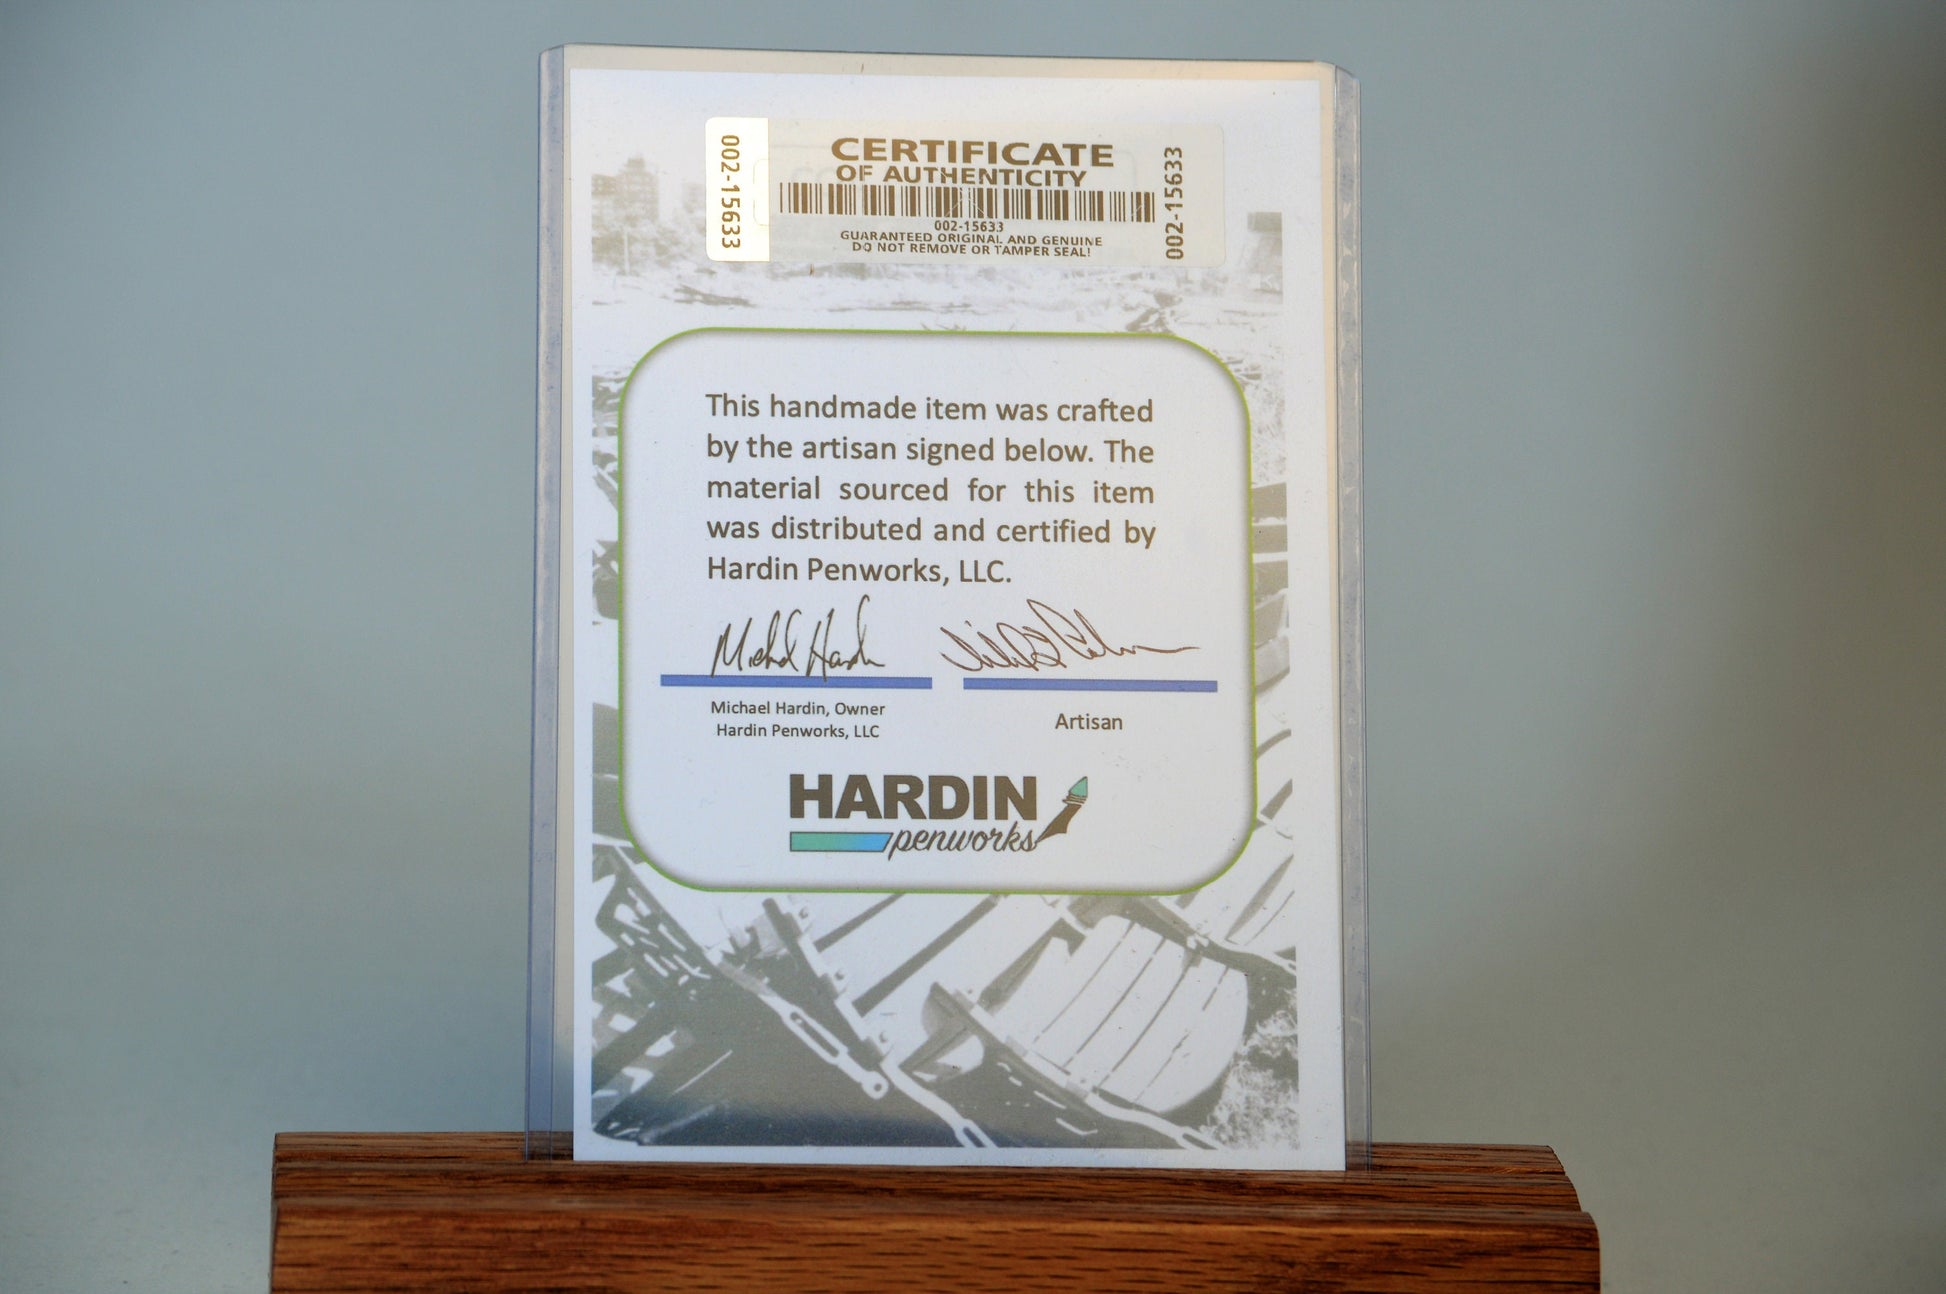 002-15633
CERTIFICATE
OF AUTHENTICITY
002-15633
GUARANTEED ORIGINAL AND GENUINE
DO NOT REMOVE OR TAMPER SEAL!
002-15633
This handmade item was crafted
by the artisan signed below. The
material sourced for this item
was distributed and certified by
Hardin Penworks, LLC.
Michael Hardin
Michael Hardin, Owner
Hardin Penworks, LLC
Artisan
HARDIN
penworks